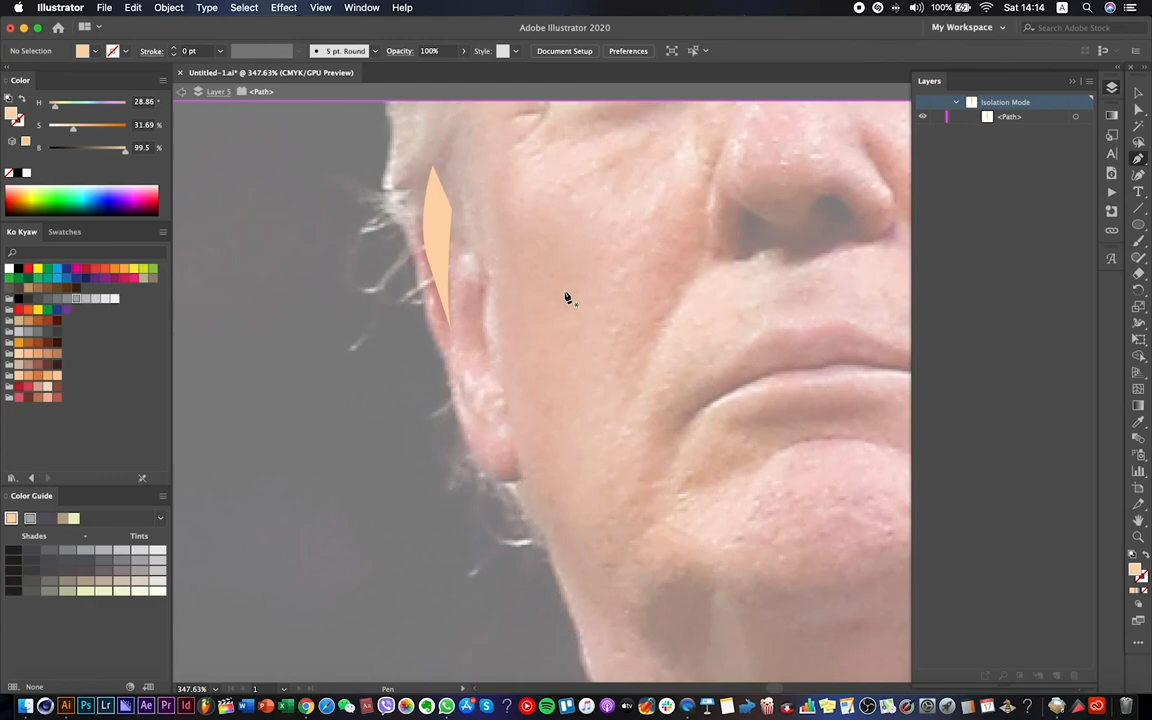 Illustrator File Edit Object Type Select Effect View Window Help 100% Sat 14:14
Adobe Illustrator 2020 My Workspace Search Adobe Stock
No Selection Stroke: 0 pt 5 pt. Round Opacity: 100% Style: Document Setup Preferences
Color
Untitled-1.ai* @ 347.63% (CMYK/GPU Preview)
Layers
Layer 5 <Path>
H 28.86 °
Isolation Mode
<Path>
S 31.69 %
B 99.5 %
Ko Kyaw Swatches
Color Guide
Shades Tints
None
347.63% 1 Pen